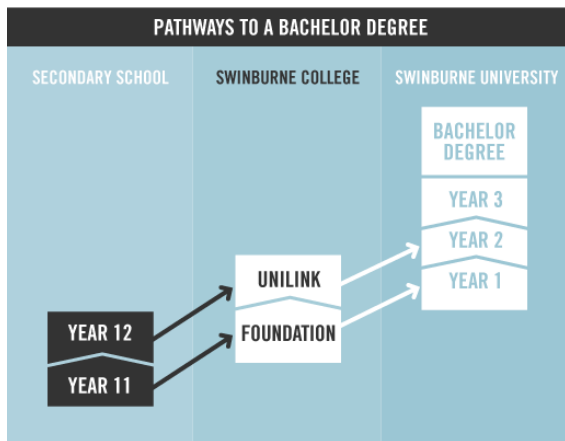 PATHWAYS TO A BACHELOR DEGREE
SECONDARY SCHOOL
SWINBURNE COLLEGE
SWINBURNE UNIVERSITY
BACHELOR
DEGREE
YEAR 3
YEAR 2
YEAR 1
UNILINK
FOUNDATION
YEAR 12
YEAR 11